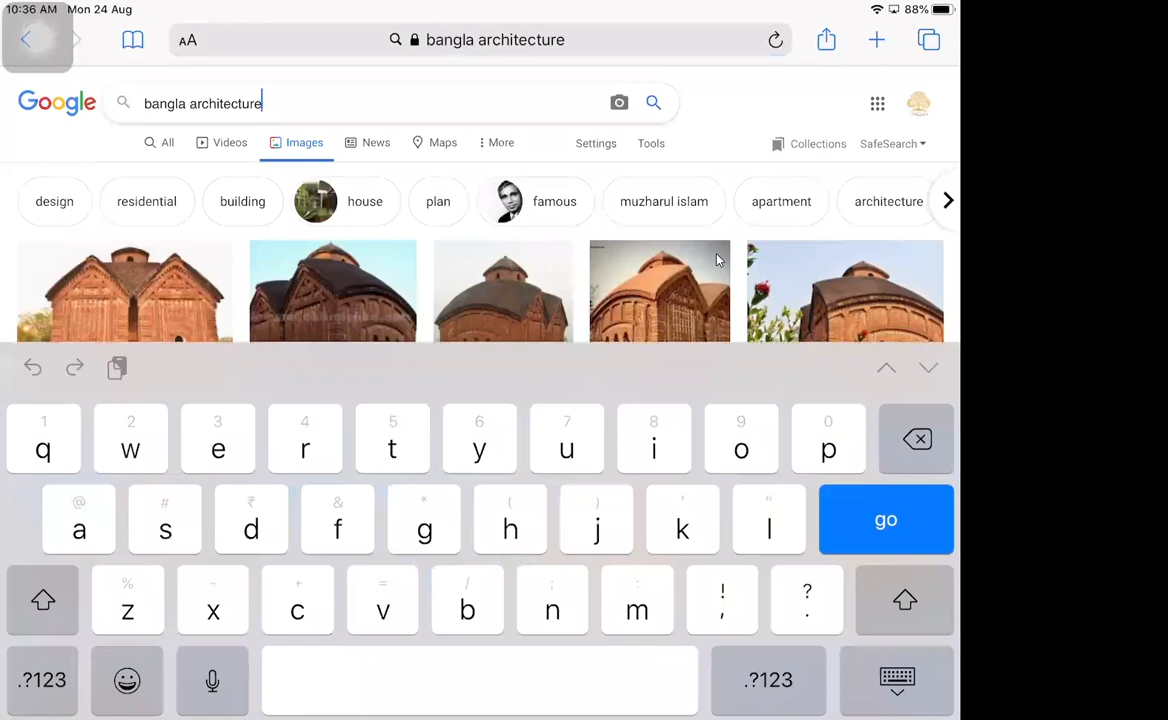 10:36 AM Mon 24 Aug 88%
AA bangla architecture
Google bangla architecture
All Videos Images News Maps More Settings Tools Collections SafeSearch
design residential building house plan famous muzharul islam apartment architecture
1 2 3 4 5 6 7 8 9 0
q w e r t y u i o p
@ # ₹ & * ( ) ' "
a s d f g h j k l go
% - + = / ; : ! ?
z x c v b n m , .
.?123 .?123